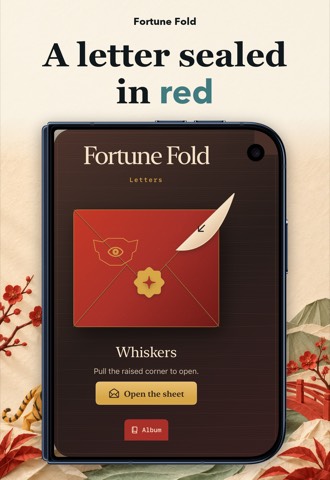 Fortune Fold
A letter sealed
in red
Fortune Fold
Letters
Whiskers
Pull the raised corner to open.
Open the sheet
Album